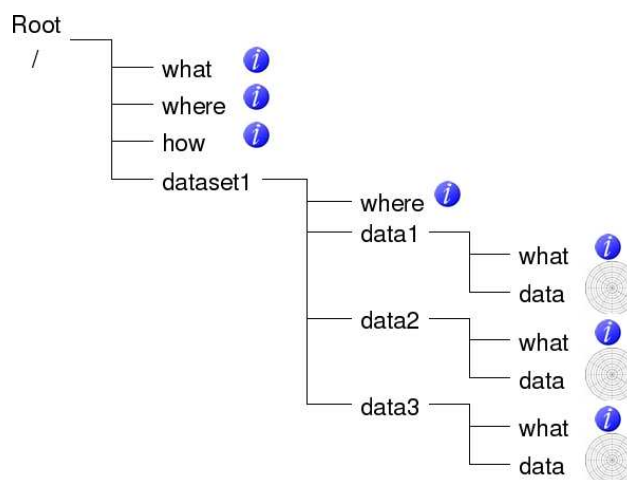 Root
/
what i
where i
how i
dataset1
where i
data1
what i
data
data2
what i
data
data3
what i
data